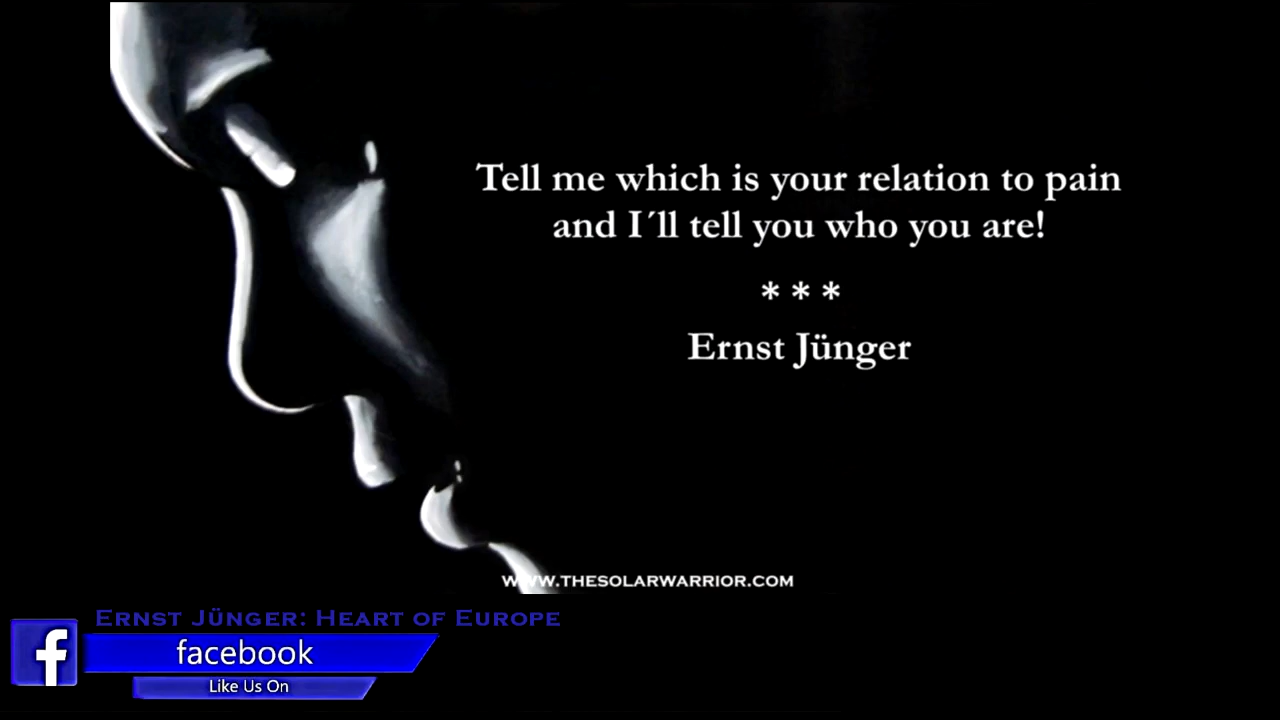 Tell me which is your relation to pain
and I´ll tell you who you are!
* * *
Ernst Jünger
WWW.THESOLARWARRIOR.COM
Ernst Jünger: Heart of Europe
f
facebook
Like Us On